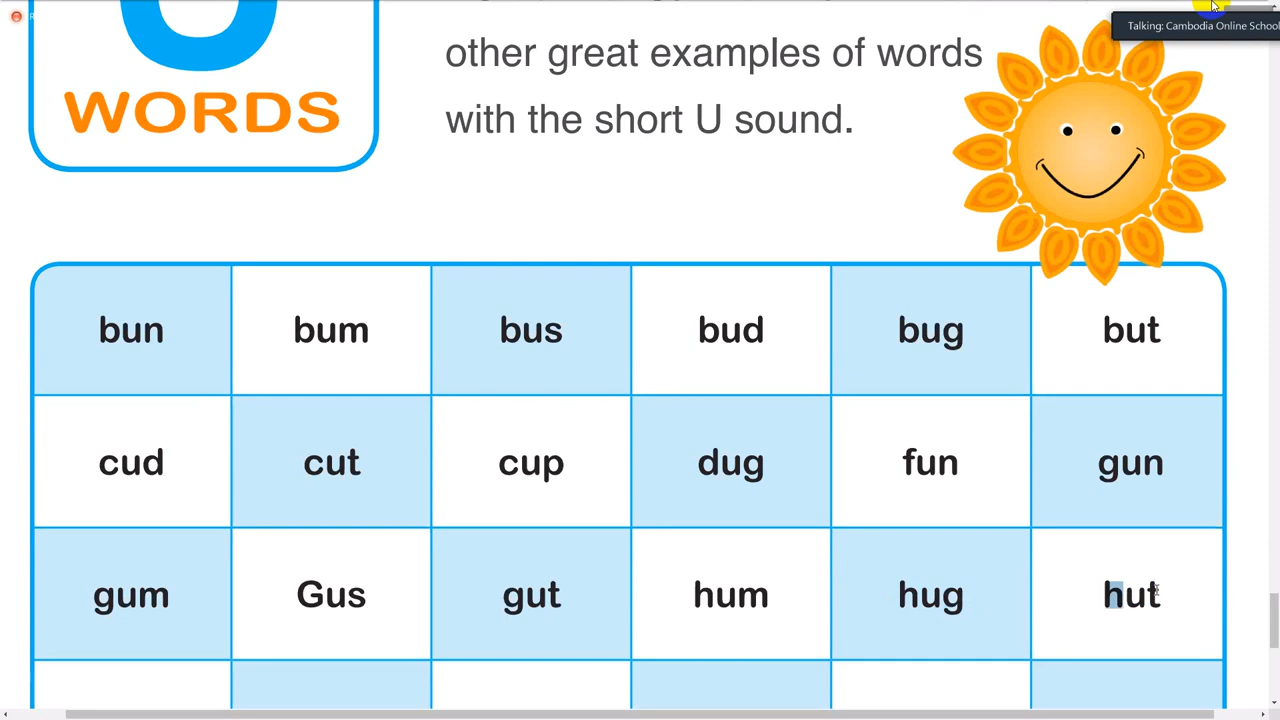 Talking: Cambodia Online School
other great examples of words
with the short U sound.
U
WORDS
bun bum bus bud bug but
cud cut cup dug fun gun
gum Gus gut hum hug hut